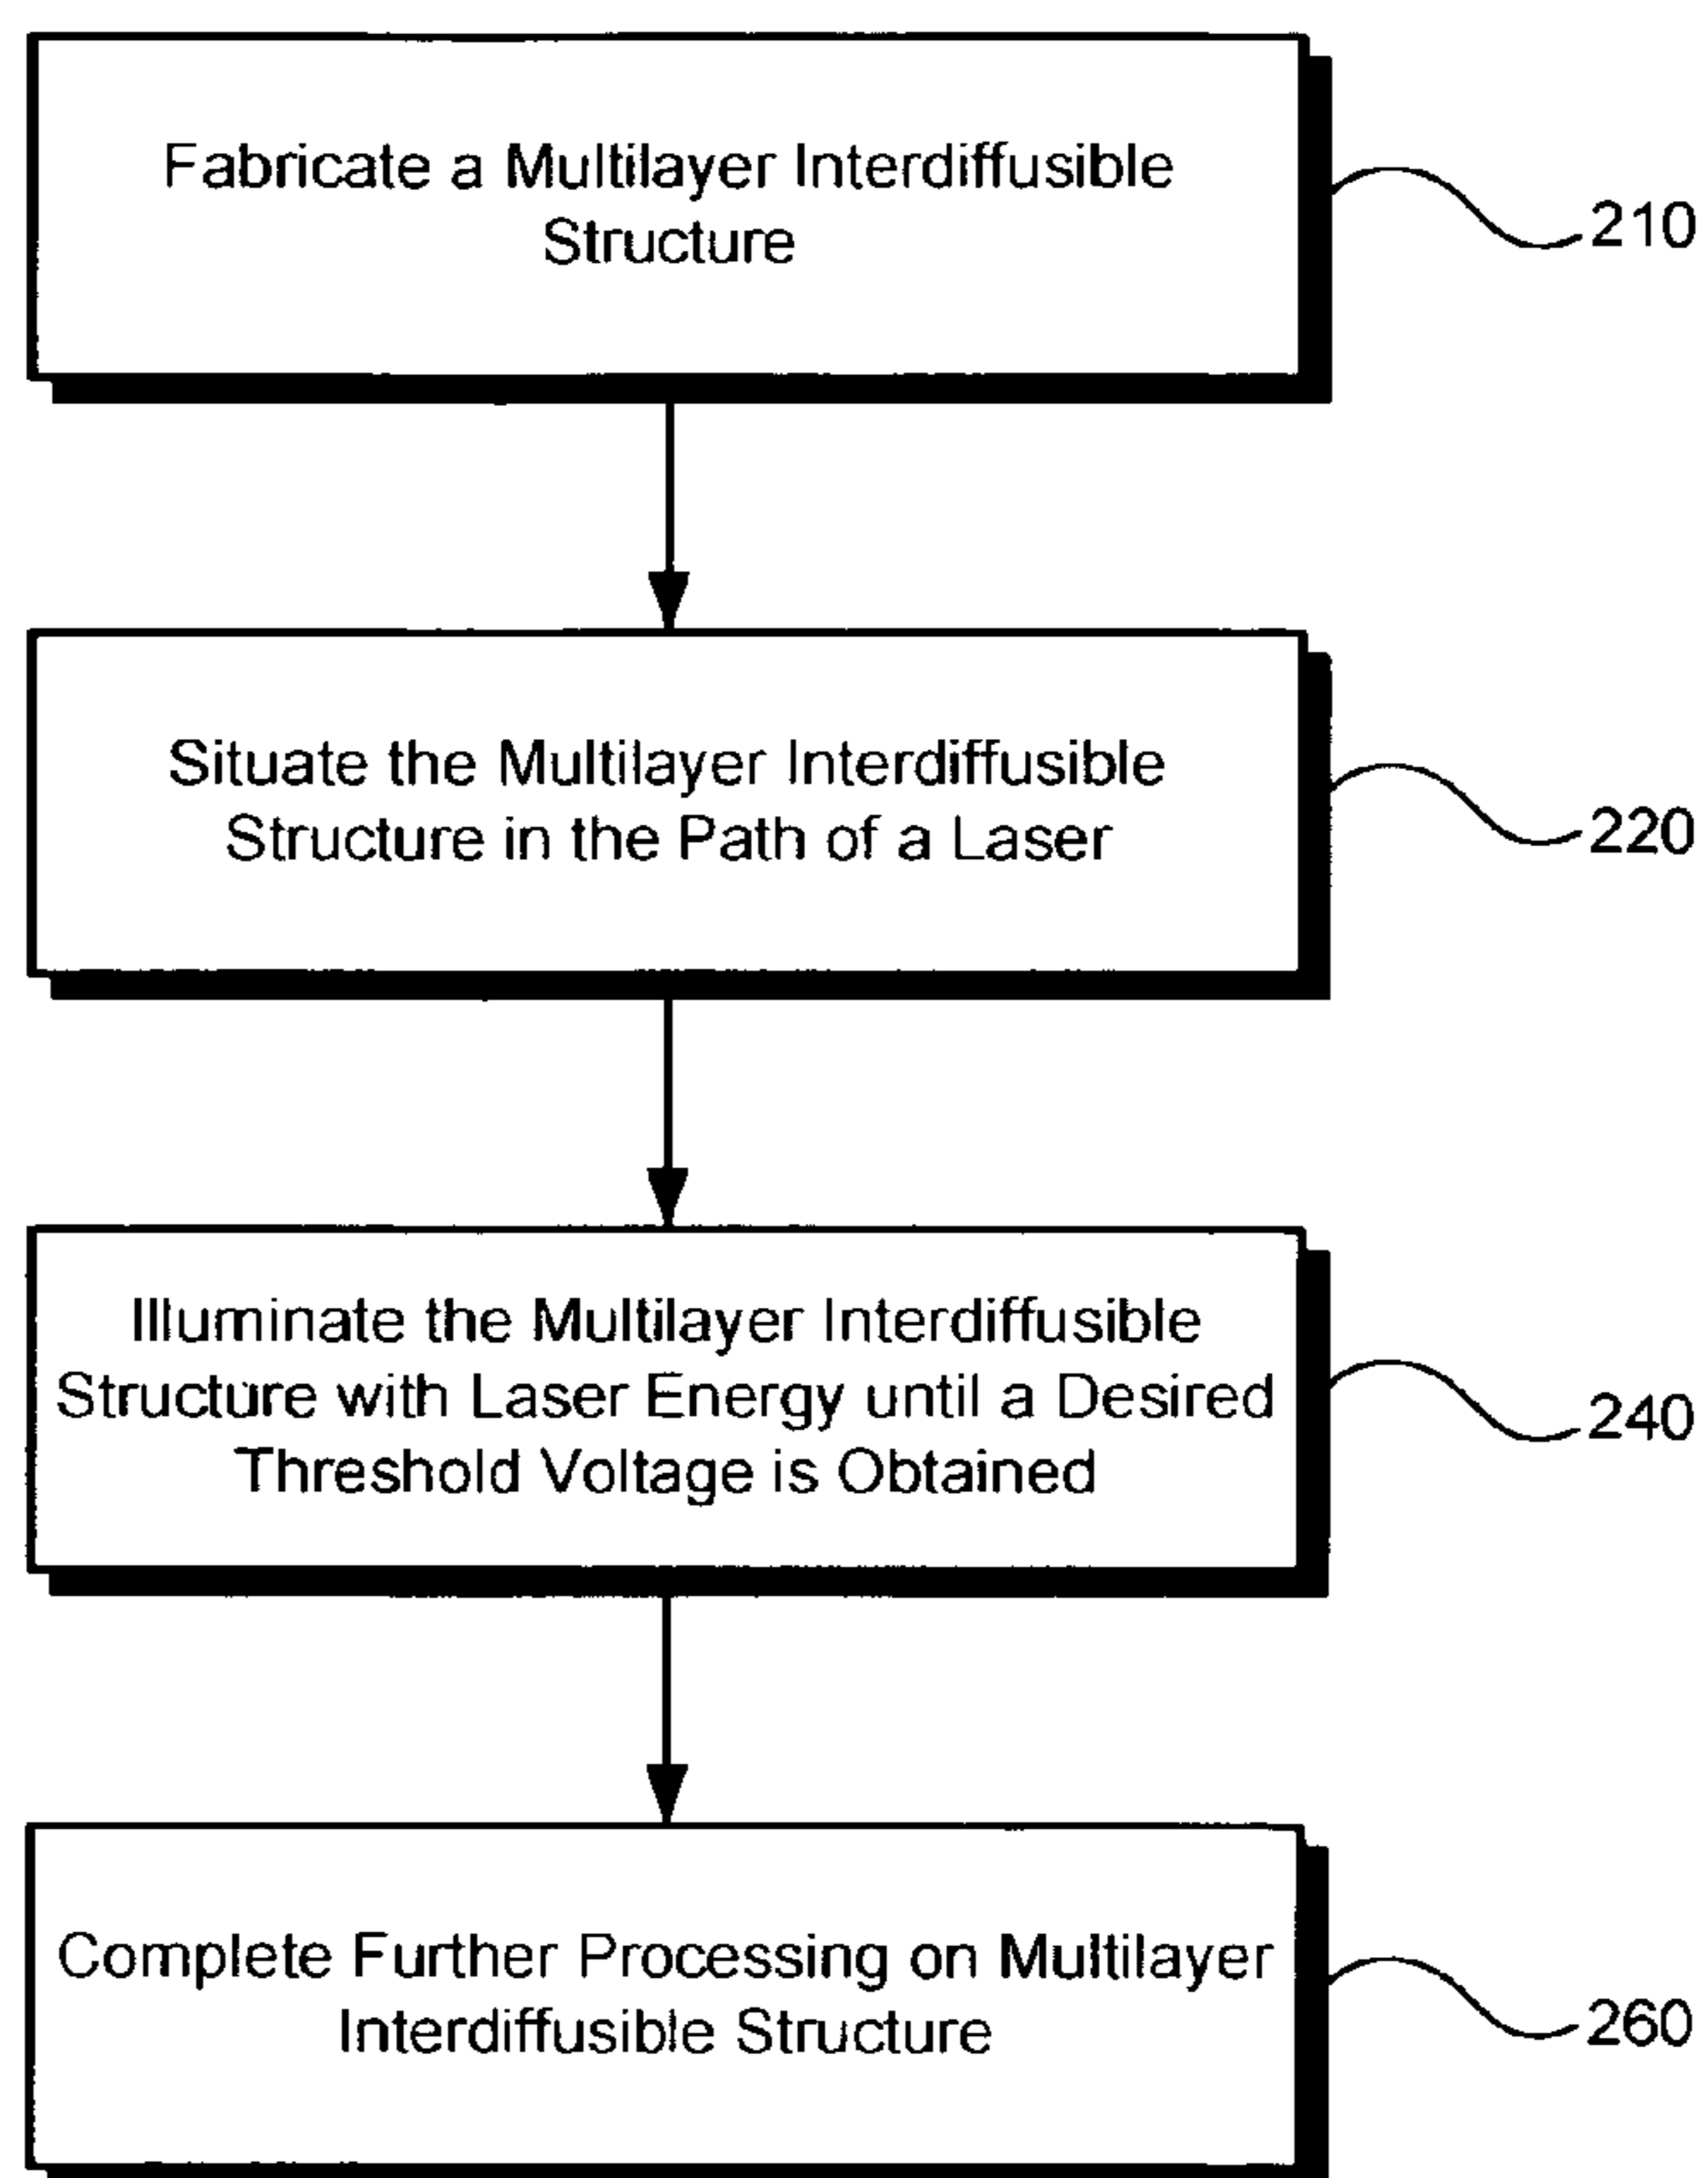 Fabricate a Multilayer Interdiffusible
Structure
210
Situate the Multilayer Interdiffusible
Structure in the Path of a Laser
220
Illuminate the Multilayer Interdiffusible
Structure with Laser Energy until a Desired
Threshold Voltage is Obtained
240
Complete Further Processing on Multilayer
Interdiffusible Structure
260